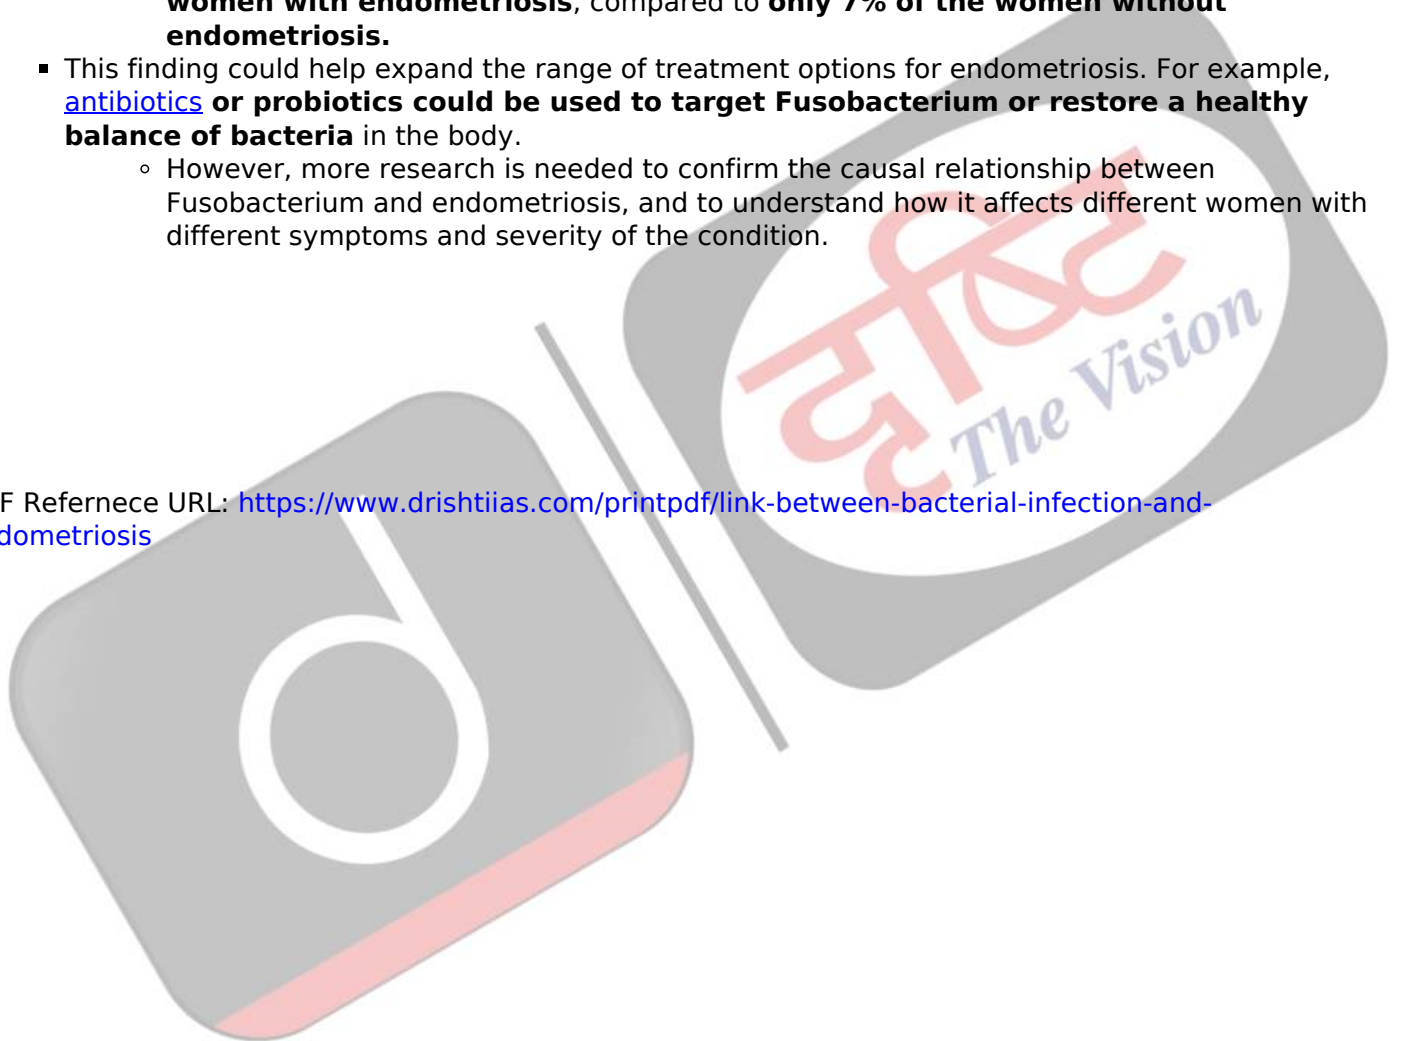 women with endometriosis, compared to only 7% of the women without
endometriosis.
▪ This finding could help expand the range of treatment options for endometriosis. For example,
antibiotics or probiotics could be used to target Fusobacterium or restore a healthy
balance of bacteria in the body.
◦ However, more research is needed to confirm the causal relationship between
Fusobacterium and endometriosis, and to understand how it affects different women with
different symptoms and severity of the condition.
दृष्टि
The Vision
F Refernece URL: https://www.drishtiias.com/printpdf/link-between-bacterial-infection-and-
dometriosis
d